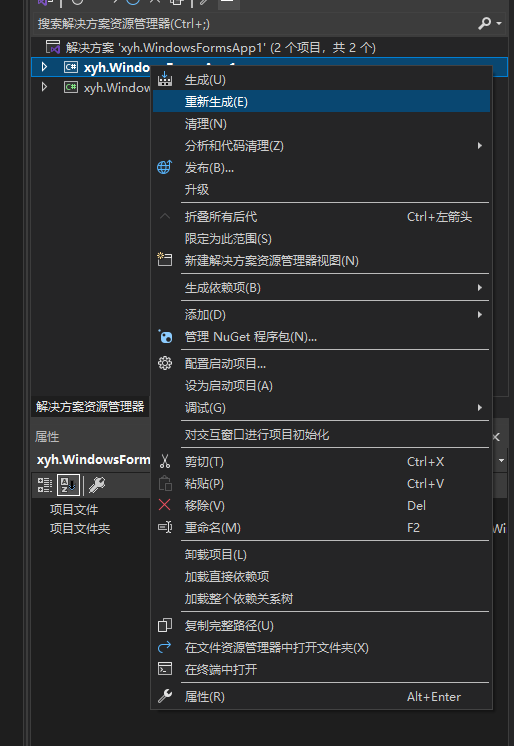 搜索解决方案资源管理器(Ctrl+;)
解决方案 'xyh.WindowsFormsApp1' (2 个项目，共 2 个)
xyh.WindowsFormsApp1
xyh.Window
生成(U)
重新生成(E)
清理(N)
分析和代码清理(Z)
发布(B)...
升级
折叠所有后代 Ctrl+左箭头
限定为此范围(S)
新建解决方案资源管理器视图(N)
生成依赖项(B)
添加(D)
管理 NuGet 程序包(N)...
配置启动项目...
设为启动项目(A)
调试(G)
对交互窗口进行项目初始化
剪切(T) Ctrl+X
粘贴(P) Ctrl+V
移除(V) Del
重命名(M) F2
卸载项目(L)
加载直接依赖项
加载整个依赖关系树
复制完整路径(U)
在文件资源管理器中打开文件夹(X)
在终端中打开
属性(R) Alt+Enter
解决方案资源管理器
属性
xyh.WindowsForm
项目文件
项目文件夹 Wi